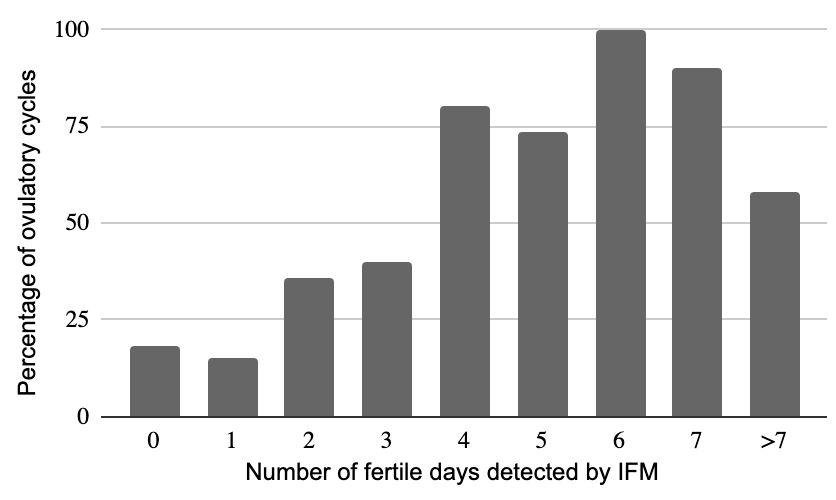 Percentage of ovulatory cycles
100
75
50
25
0
0 1 2 3 4 5 6 7 >7
Number of fertile days detected by IFM